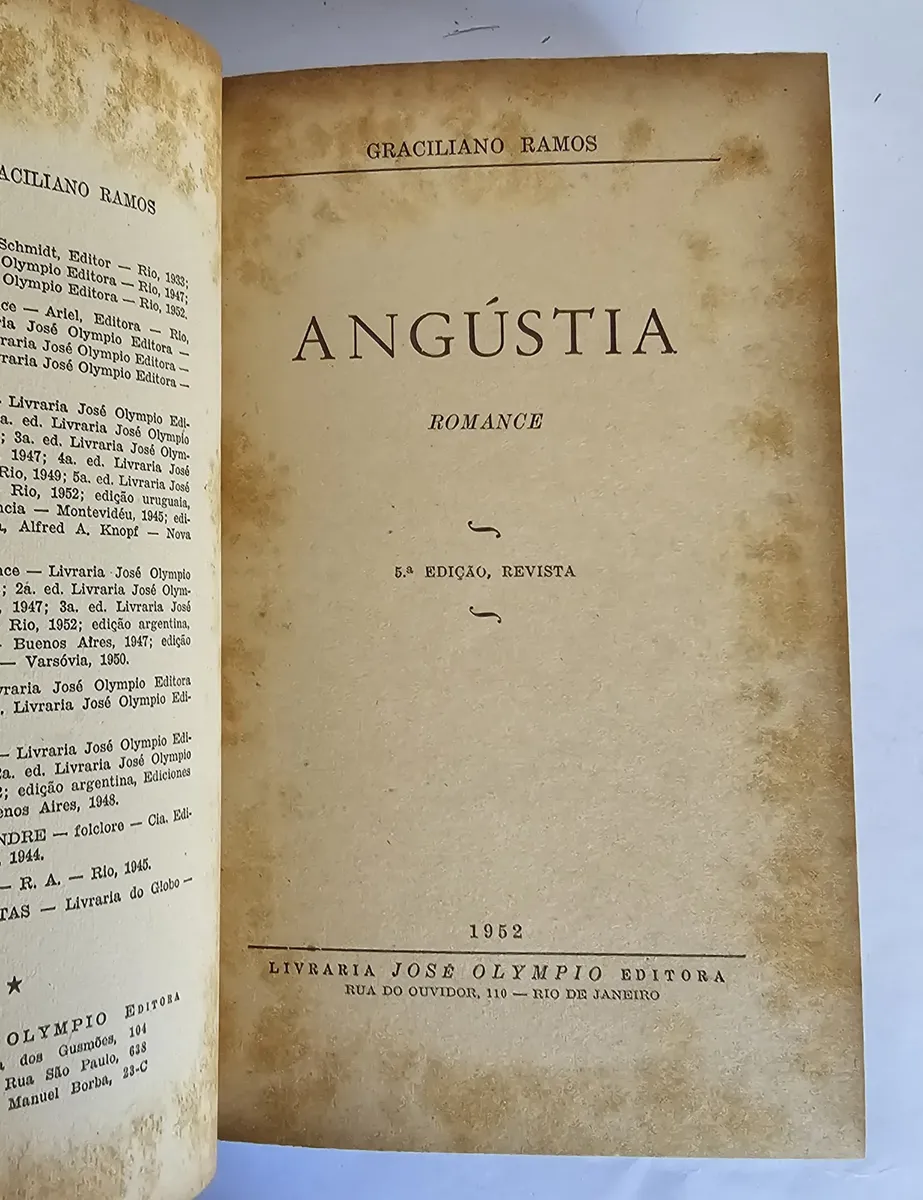 ACILIANO RAMOS
Schmidt, Editor — Rio, 1933;
Olympio Editora — Rio, 1947;
Olympio Editora — Rio, 1952.
ce — Ariel, Editora — Rio,
ia José Olympio Editora —
raria José Olympio Editora —
raria José Olympio Editora —
— Livraria José Olympio Edi-
a. ed. Livraria José Olympio
; 3a. ed. Livraria José Olym-
1947; 4a. ed. Livraria José
Rio, 1949; 5a. ed. Livraria José
Rio, 1952; edição uruguaia,
ncia — Montevidéu, 1945; edi-
, Alfred A. Knopf — Nova
nce — Livraria José Olympio
; 2a. ed. Livraria José Olym-
, 1947; 3a. ed. Livraria José
Rio, 1952; edição argentina,
- Buenos Aires, 1947; edição
— Varsóvia, 1950.
vraria José Olympio Editora
. Livraria José Olympio Edi-
— Livraria José Olympio Edi-
2a. ed. Livraria José Olympio
2; edição argentina, Ediciones
enos Aires, 1948.
NDRE — folclore — Cia. Edi-
, 1944.
— R. A. — Rio, 1945.
TAS — Livraria do Globo —
OLYMPIO EDITORA
a dos Gusmões, 104
Rua São Paulo, 638
Manuel Borba, 23-C
GRACILIANO RAMOS
ANGÚSTIA
ROMANCE
5.ª EDIÇÃO, REVISTA
1952
LIVRARIA JOSÉ OLYMPIO EDITORA
RUA DO OUVIDOR, 110 — RIO DE JANEIRO